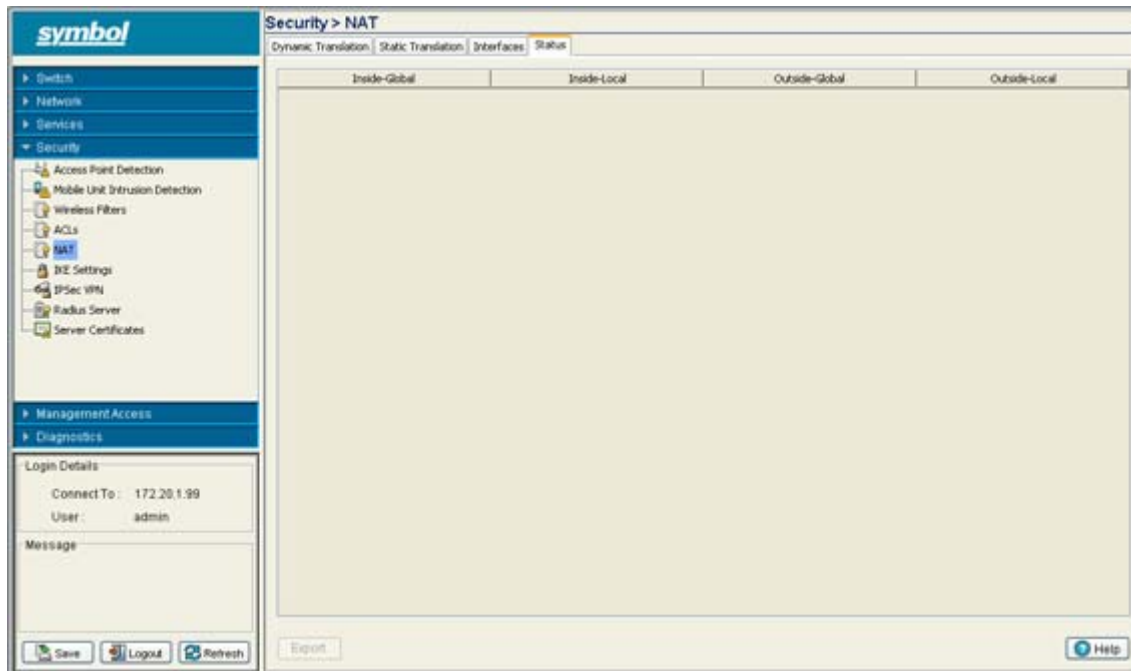 symbol
Security > NAT
Dynamic Translation Static Translation Interfaces Status
Inside-Global Inside-Local Outside-Global Outside-Local
Switch
Network
Services
Security
Access Point Detection
Mobile Unit Intrusion Detection
Wireless Filters
ACLs
NAT
IKE Settings
IPSec VPN
Radius Server
Server Certificates
Management Access
Diagnostics
Login Details
Connect To : 172.20.1.99
User : admin
Message
Save Logout Refresh
Export Help